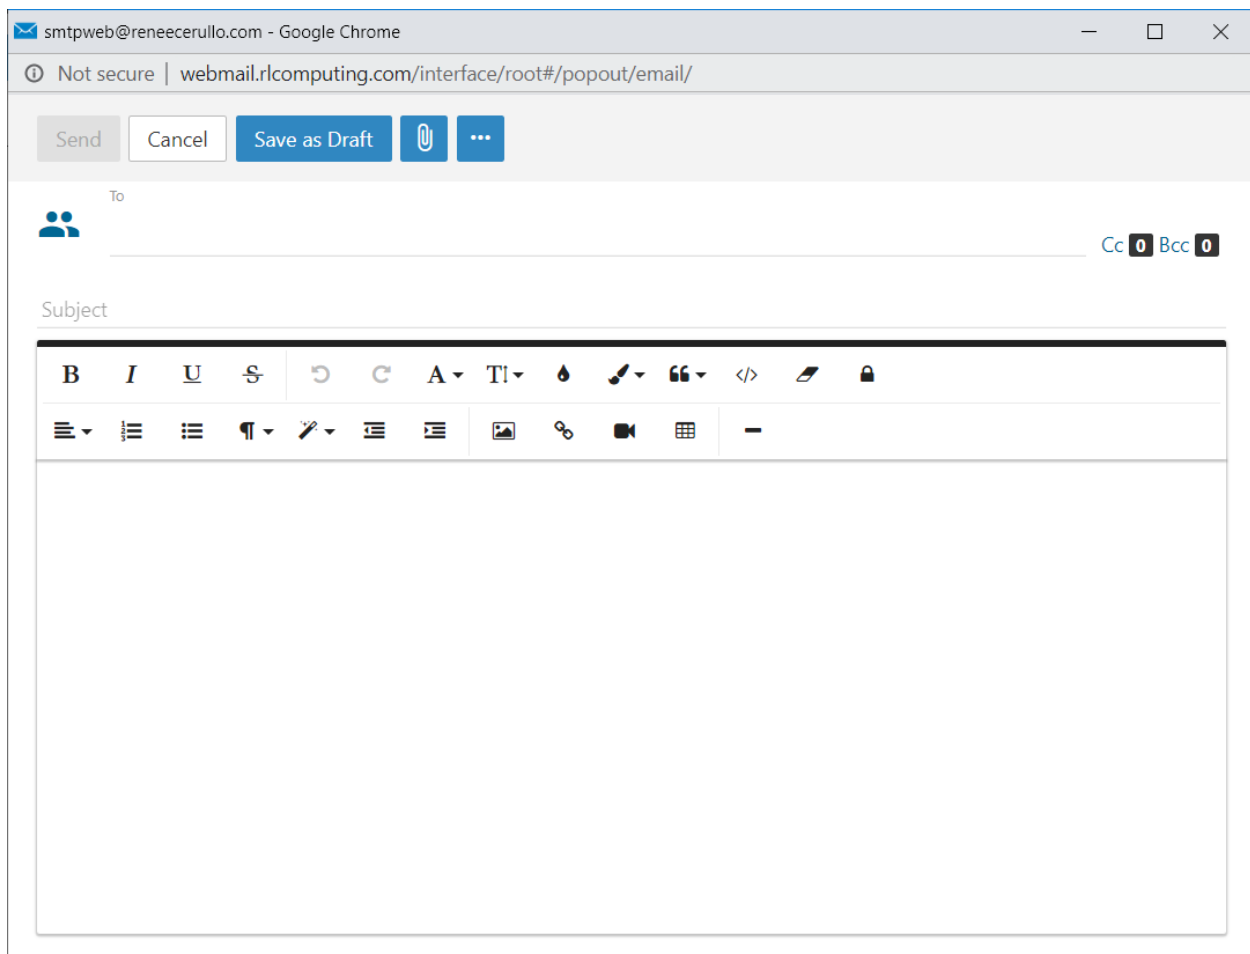 smtpweb@reneecerullo.com - Google Chrome
Not secure | webmail.rlcomputing.com/interface/root#/popout/email/
Send Cancel Save as Draft
To
Cc 0 Bcc 0
Subject
B I U S A T